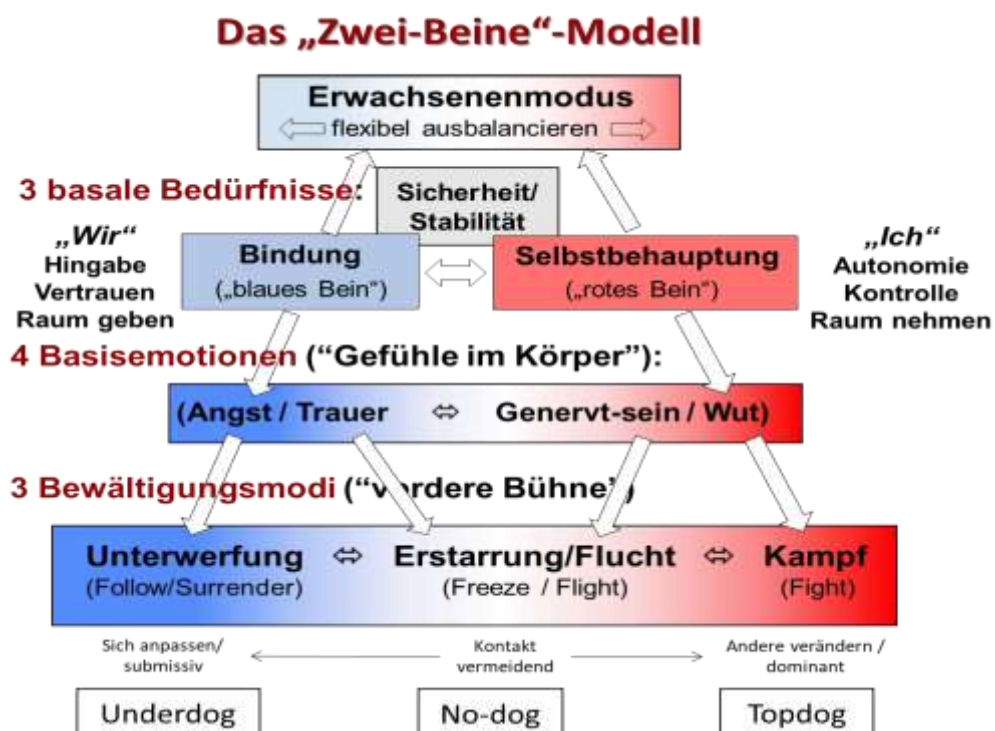 Das „Zwei-Beine“-Modell
Erwachsenenmodus
flexibel ausbalancieren
3 basale Bedürfnisse:
Sicherheit/
Stabilität
„Wir“
Hingabe
Vertrauen
Raum geben
Bindung
(„blaues Bein“)
Selbstbehauptung
(„rotes Bein“)
„Ich“
Autonomie
Kontrolle
Raum nehmen
4 Basisemotionen (“Gefühle im Körper”):
(Angst / Trauer ⇔ Genervt-sein / Wut)
3 Bewältigungsmodi (“vordere Bühne”)
Unterwerfung ⇔ Erstarrung/Flucht ⇔ Kampf
(Follow/Surrender) (Freeze / Flight) (Fight)
Sich anpassen/
submissiv
Kontakt
vermeidend
Andere verändern /
dominant
Underdog
No-dog
Topdog